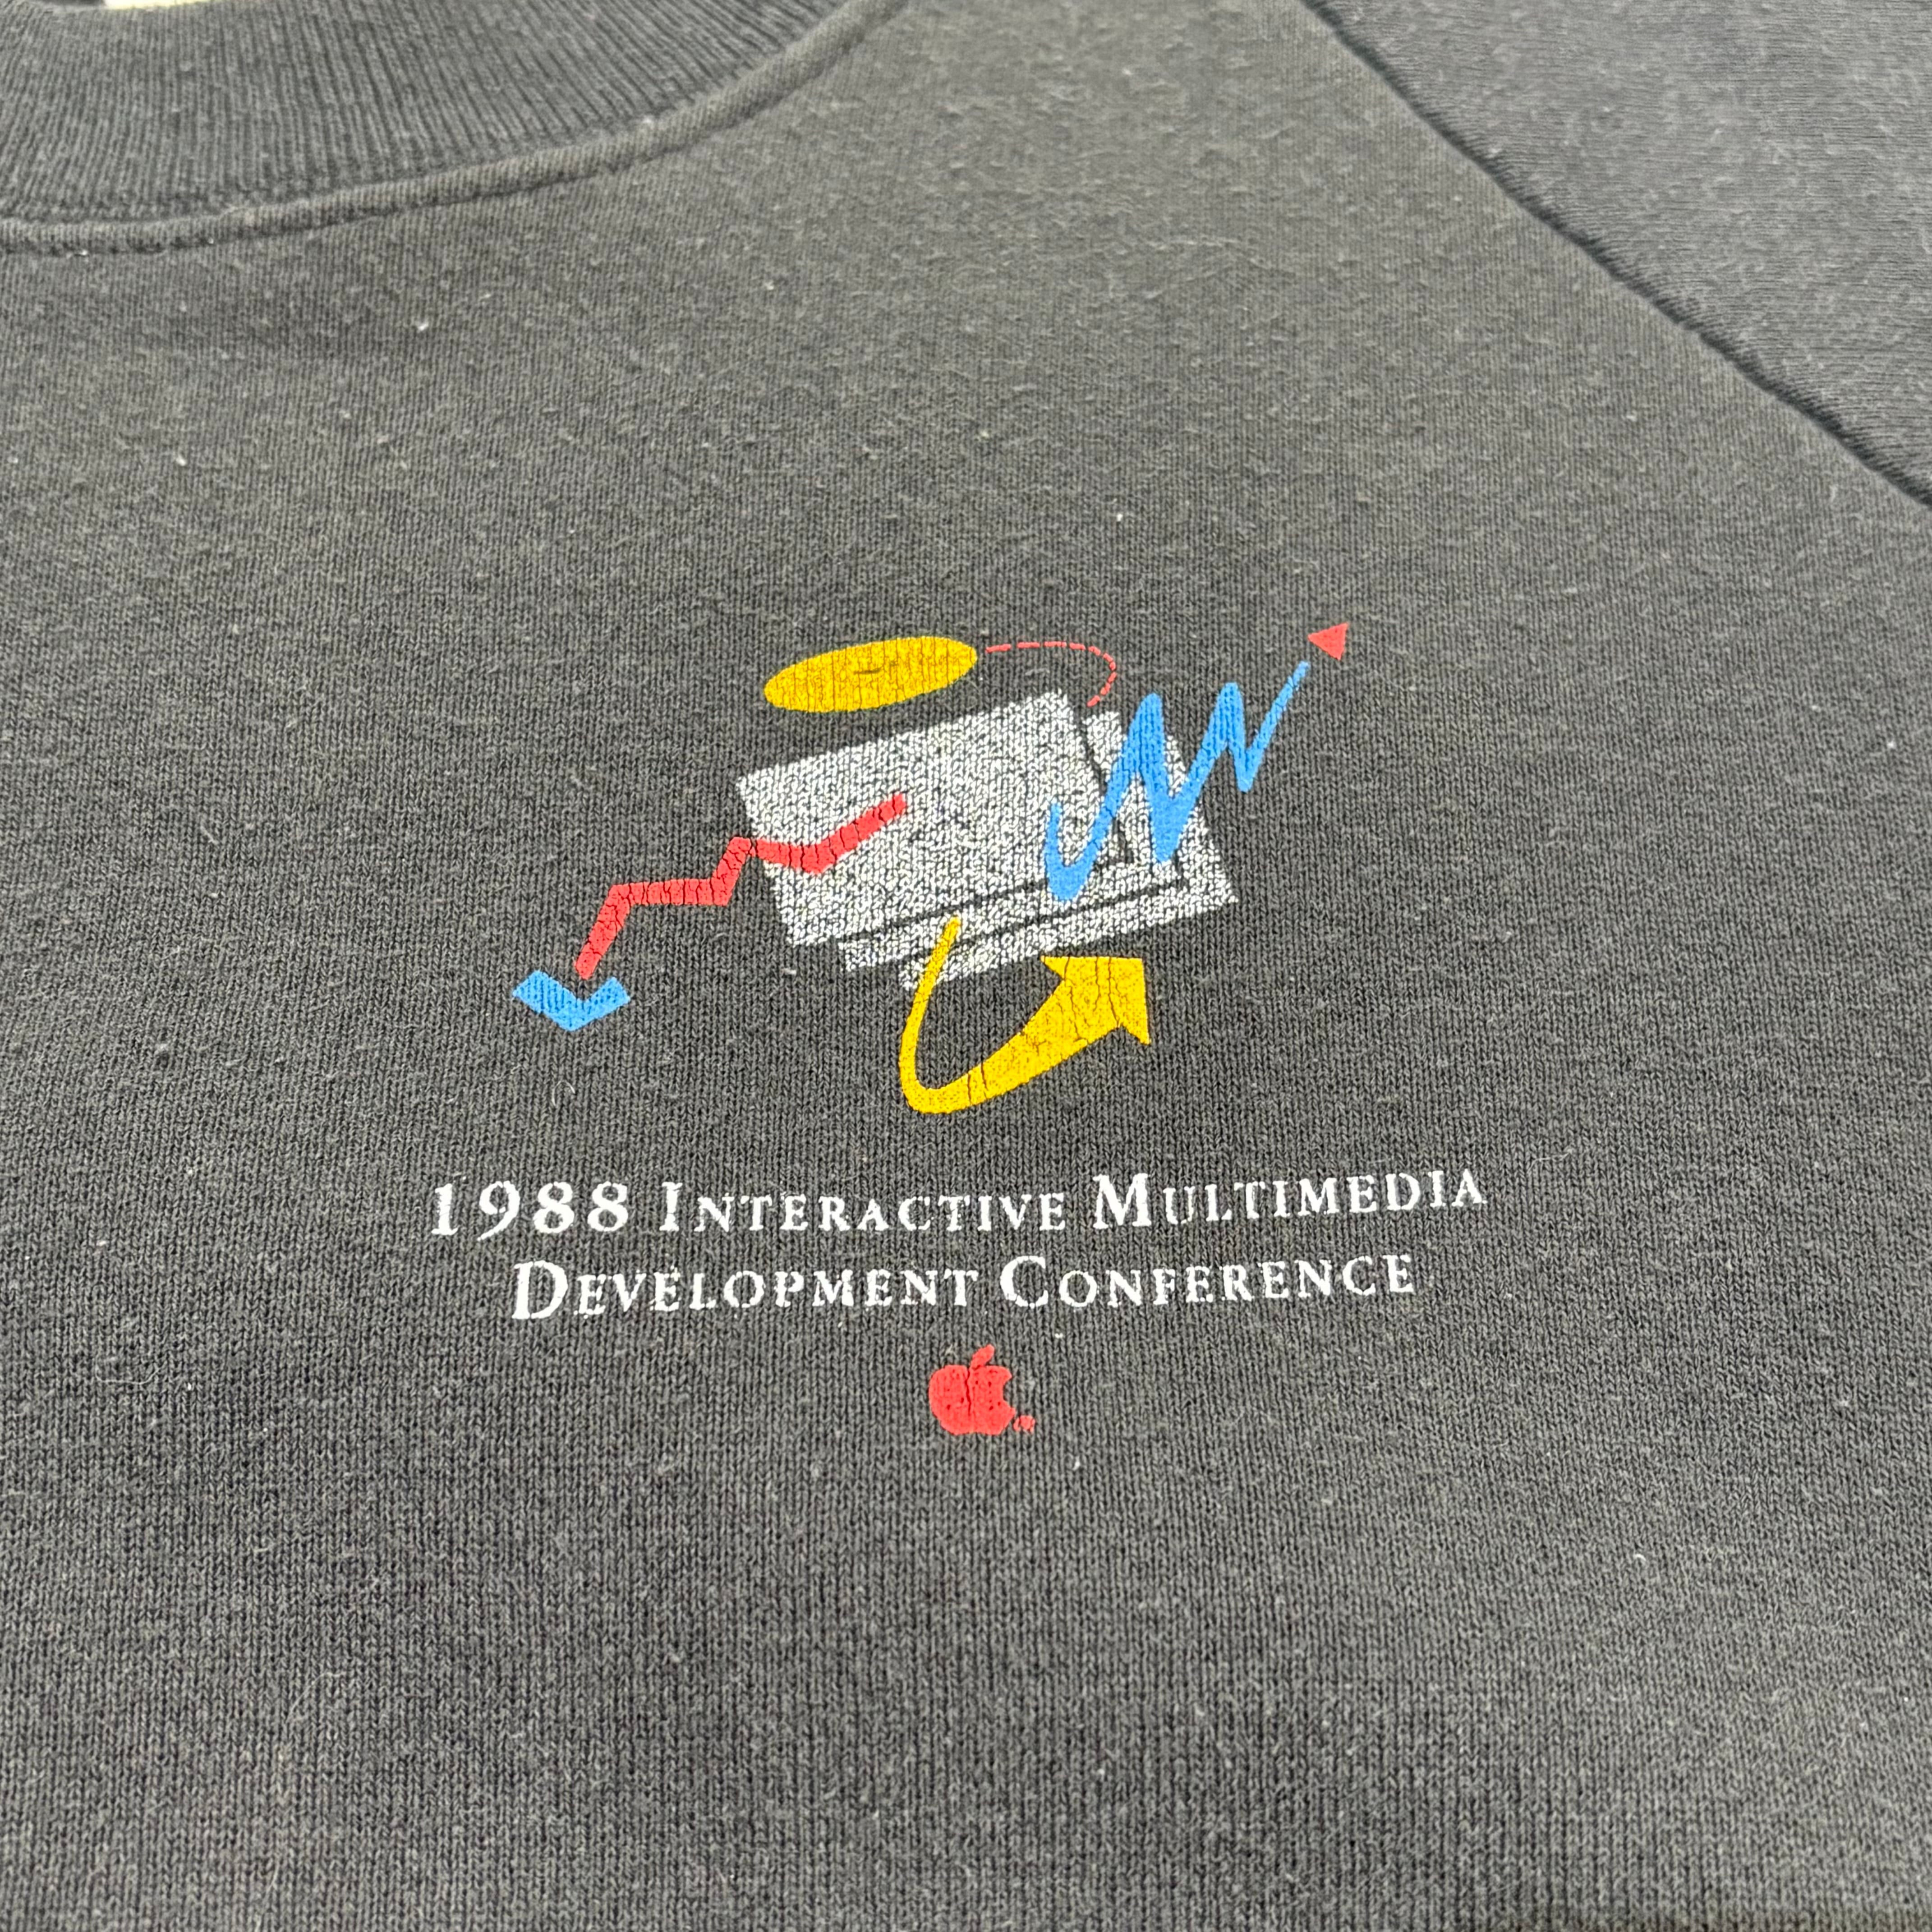 1988 Interactive Multimedia
Development Conference